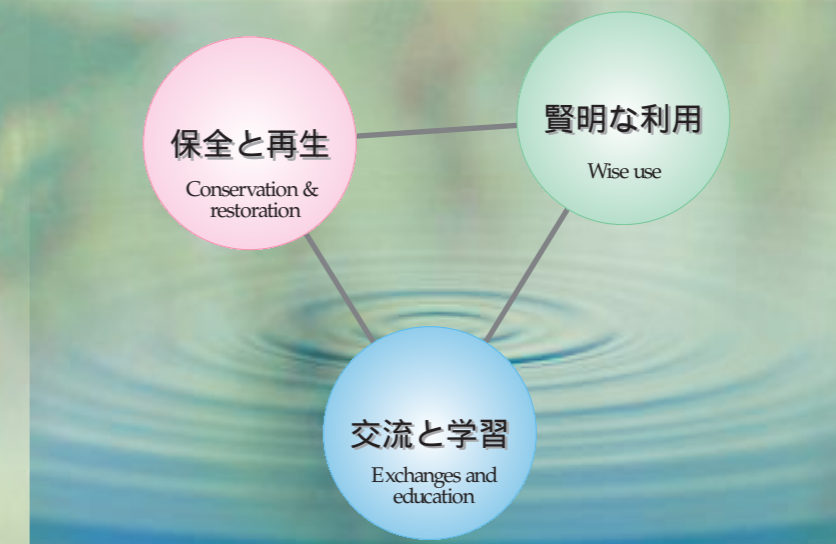 保全と再生
Conservation &
restoration
賢明な利用
Wise use
交流と学習
Exchanges and
education